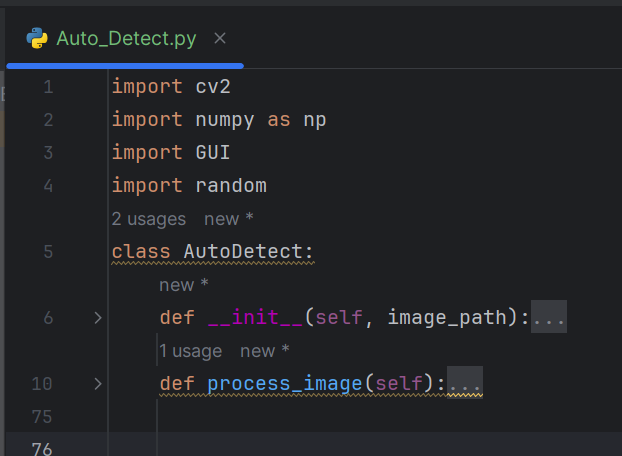 Auto_Detect.py
1 import cv2
2 import numpy as np
3 import GUI
4 import random
2 usages new *
5 class AutoDetect:
new *
6 def __init__(self, image_path):...
1 usage new *
10 def process_image(self):...
75
76